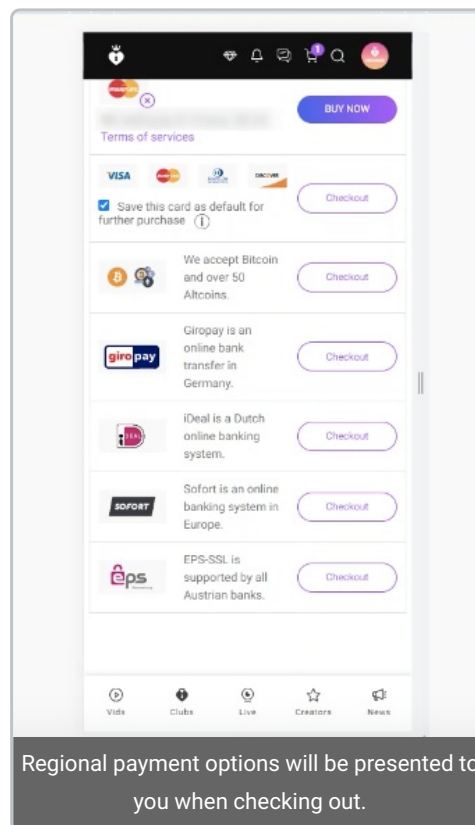 1
BUY NOW
Terms of services
VISA
DISCOVER
Save this card as default for
further purchase
Checkout
We accept Bitcoin
and over 50
Altcoins.
Checkout
giropay
Giropay is an
online bank
transfer in
Germany.
Checkout
iDEAL
iDeal is a Dutch
online banking
system.
Checkout
SOFORT
Sofort is an online
banking system in
Europe.
Checkout
eps
EPS-SSL is
supported by all
Austrian banks.
Checkout
Vids Clubs Live Creators News
Regional payment options will be presented to
you when checking out.